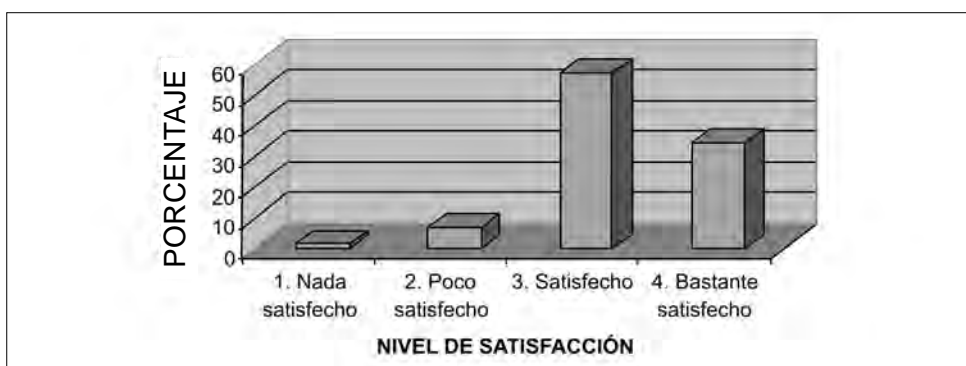 PORCENTAJE
60
50
40
30
20
10
0
1. Nada
satisfecho
2. Poco
satisfecho
3. Satisfecho
4. Bastante
satisfecho
NIVEL DE SATISFACCIÓN